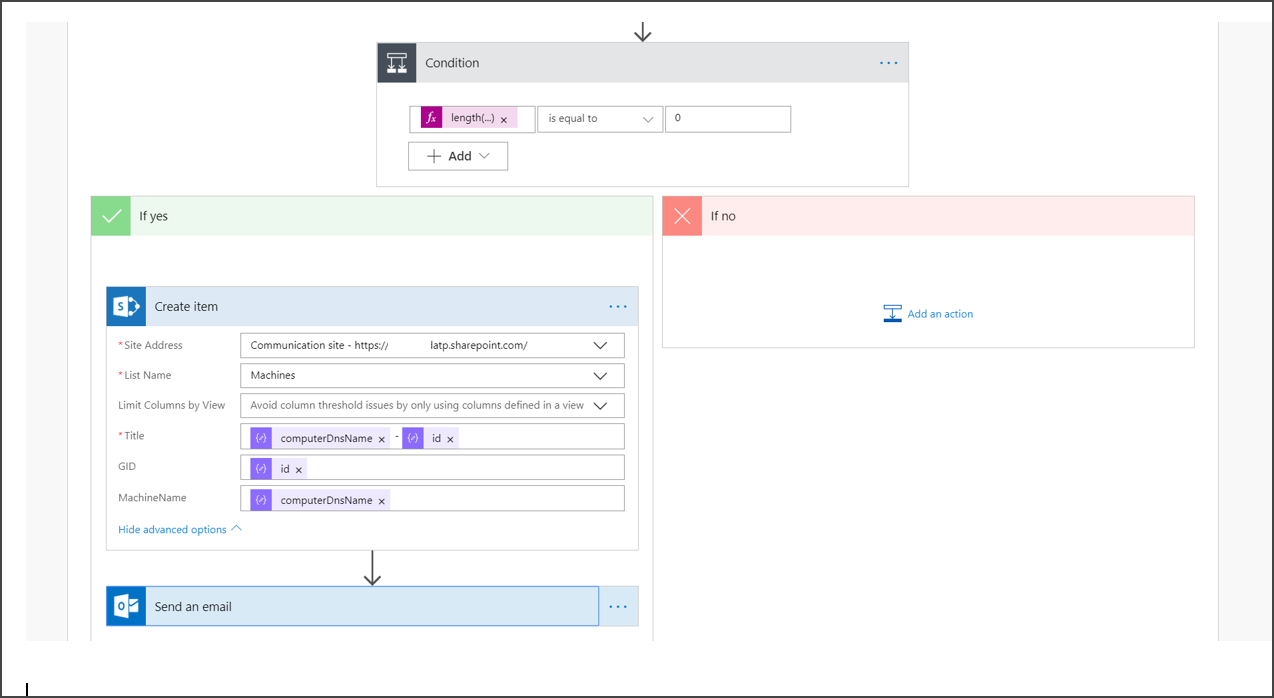 Condition
fx length(...) × is equal to 0
+ Add
If yes
If no
Create item
Add an action
* Site Address Communication site - https:// latp.sharepoint.com/
* List Name Machines
Limit Columns by View Avoid column threshold issues by only using columns defined in a view
* Title computerDnsName × - id ×
GID id ×
MachineName computerDnsName ×
Hide advanced options
Send an email